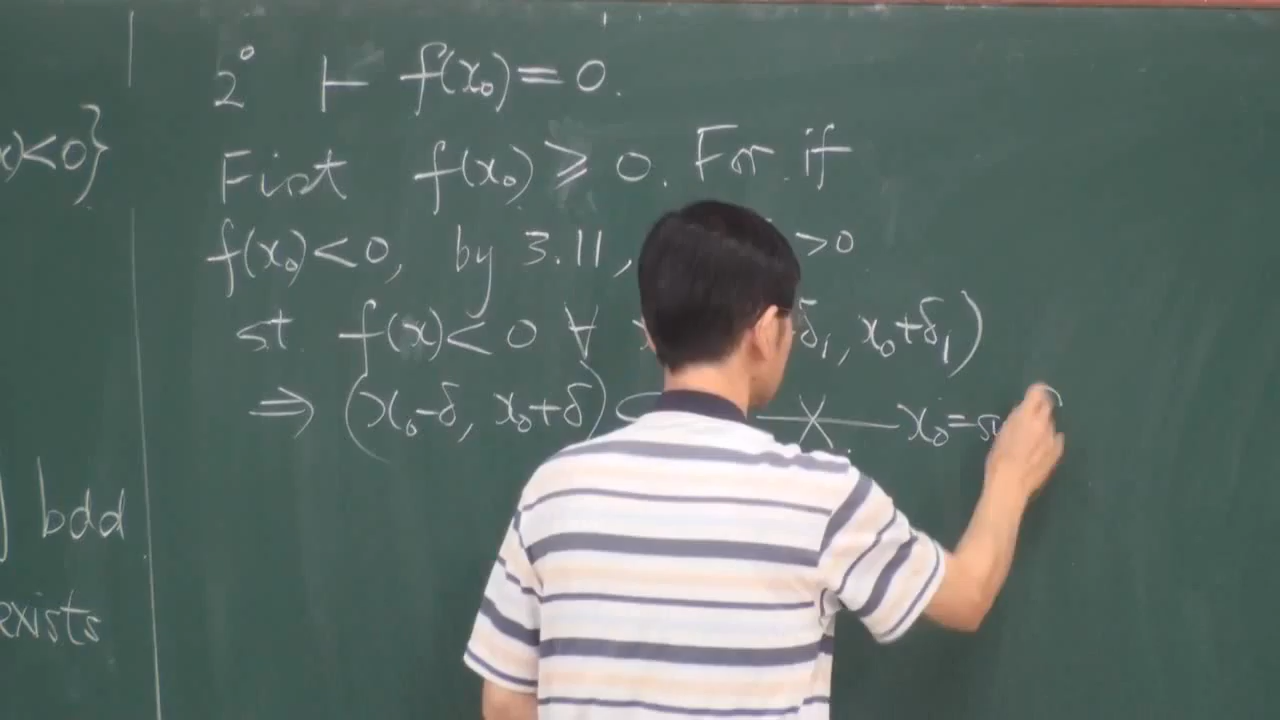 2° ⊢ f(x₀) = 0.
First f(x₀) ≥ 0. For if
f(x₀) < 0, by 3.11, > 0
st. f(x) < 0 ∀ δ₁, x₀+δ₁)
⇒ (x₀-δ, x₀+δ) ⊂ x₀ =
) < 0}
bdd
exists